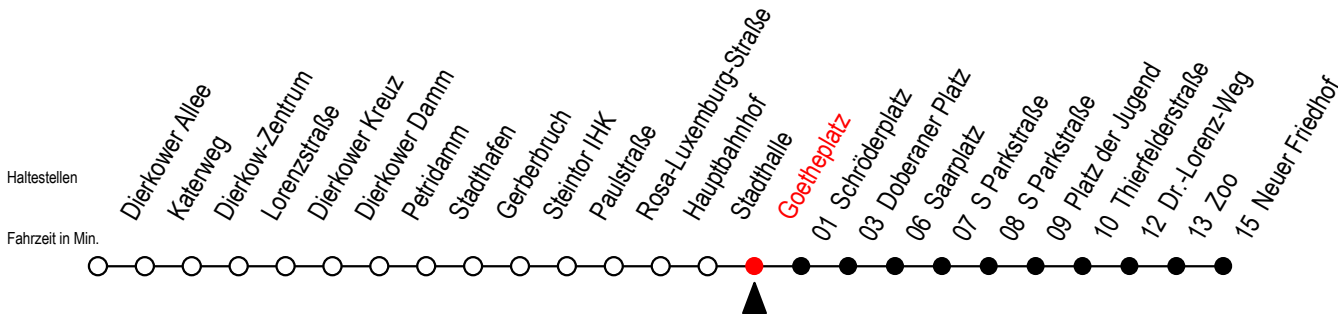 Haltestellen
Fahrzeit in Min.
Dierkower Allee
Katerweg
Dierkow-Zentrum
Lorenzstraße
Dierkower Kreuz
Dierkower Damm
Petridamm
Stadthafen
Gerberbruch
Steintor IHK
Paulstraße
Rosa-Luxemburg-Straße
Hauptbahnhof
Stadthalle
Goetheplatz
01 Schröderplatz
03 Doberaner Platz
06 Saarplatz
07 S Parkstraße
08 S Parkstraße
09 Platz der Jugend
10 Thierfelderstraße
12 Dr.-Lorenz-Weg
13 Zoo
15 Neuer Friedhof